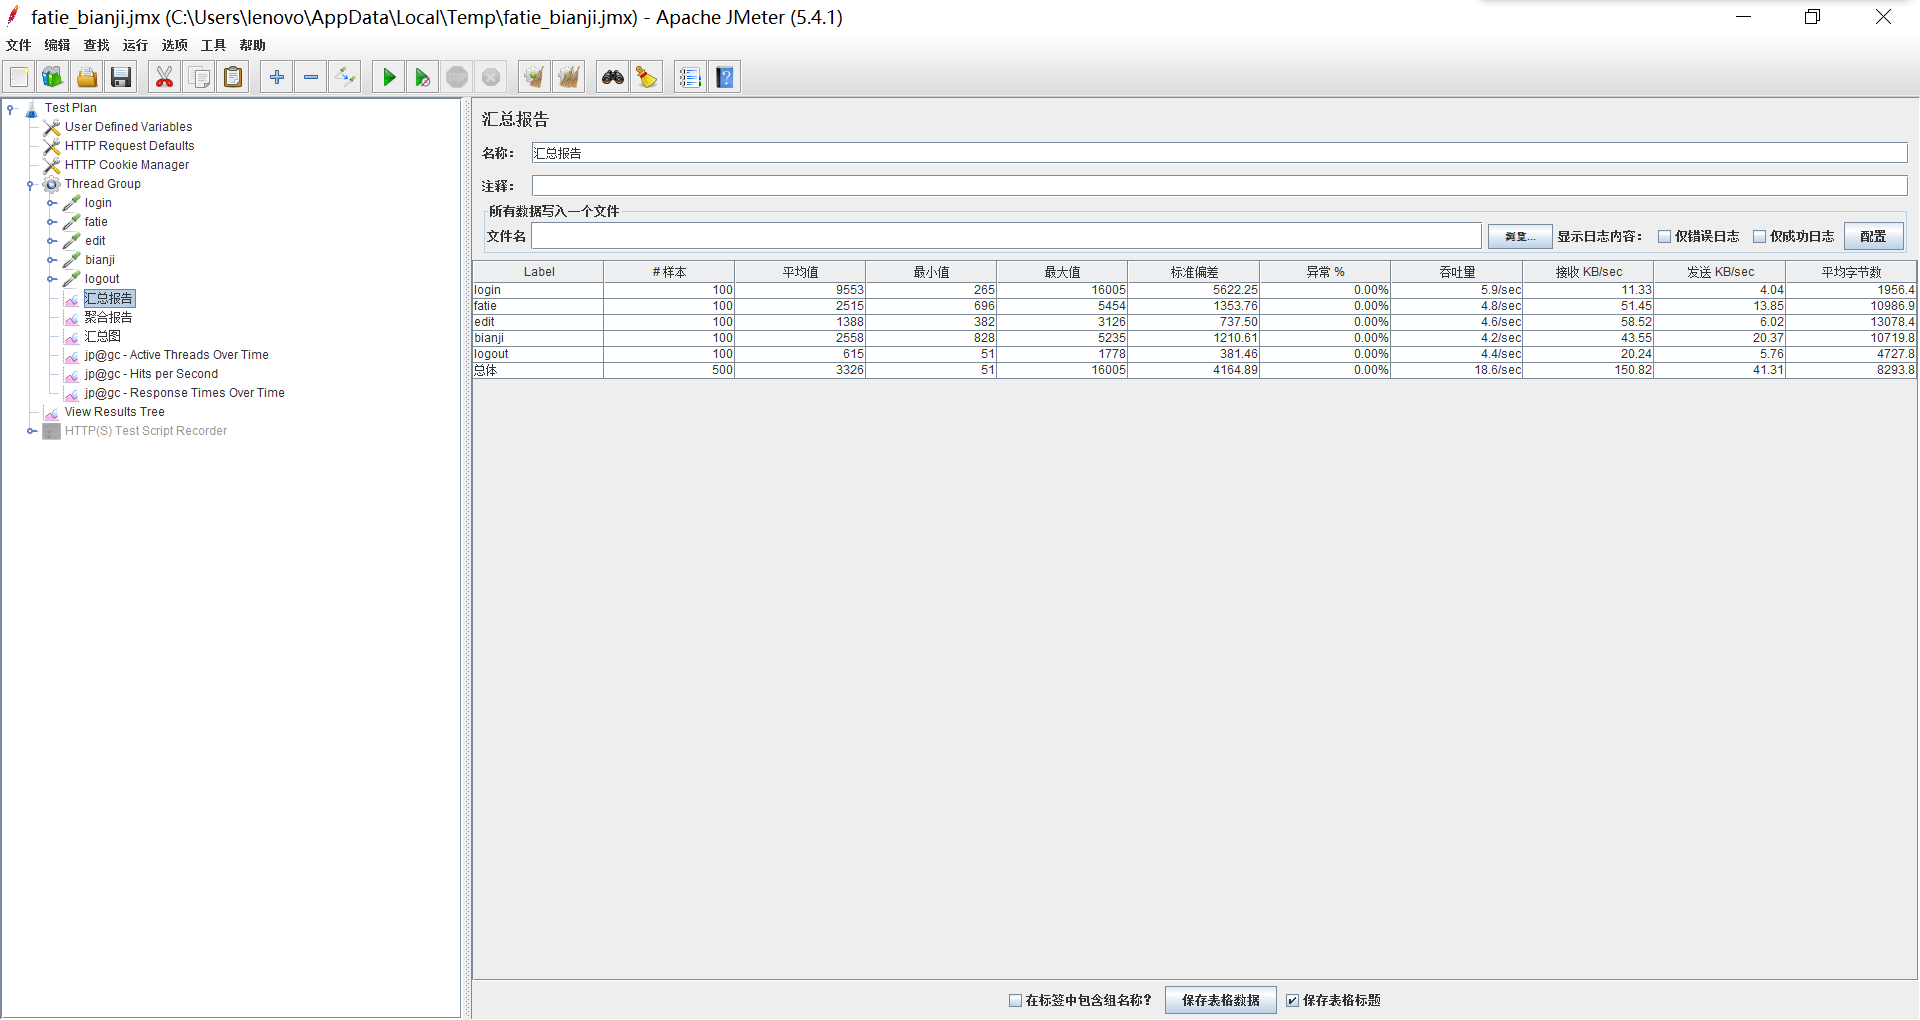 fatie_bianji.jmx (C:\Users\lenovo\AppData\Local\Temp\fatie_bianji.jmx) - Apache JMeter (5.4.1)
文件 编辑 查找 运行 选项 工具 帮助
Test Plan
User Defined Variables
HTTP Request Defaults
HTTP Cookie Manager
Thread Group
login
fatie
edit
bianji
logout
汇总报告
聚合报告
汇总图
jp@gc - Active Threads Over Time
jp@gc - Hits per Second
jp@gc - Response Times Over Time
View Results Tree
HTTP(S) Test Script Recorder
汇总报告
名称： 汇总报告
注释：
所有数据写入一个文件
文件名 浏览... 显示日志内容： 仅错误日志 仅成功日志 配置
Label # 样本 平均值 最小值 最大值 标准偏差 异常 % 吞吐量 接收 KB/sec 发送 KB/sec 平均字节数
login 100 9553 265 16005 5622.25 0.00% 5.9/sec 11.33 4.04 1956.4
fatie 100 2515 696 5454 1353.76 0.00% 4.8/sec 51.45 13.85 10986.9
edit 100 1388 382 3126 737.50 0.00% 4.6/sec 58.52 6.02 13078.4
bianji 100 2558 828 5235 1210.61 0.00% 4.2/sec 43.55 20.37 10719.8
logout 100 615 51 1778 381.46 0.00% 4.4/sec 20.24 5.76 4727.8
总体 500 3326 51 16005 4164.89 0.00% 18.6/sec 150.82 41.31 8293.8
在标签中包含组名称？ 保存表格数据 保存表格标题